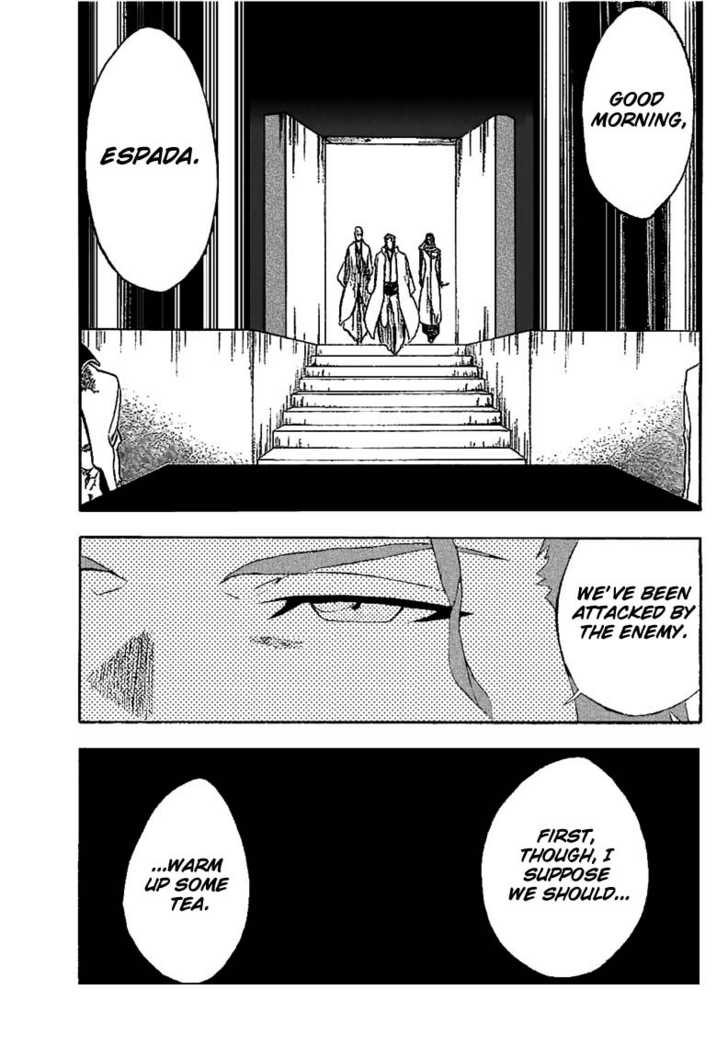 GOOD
MORNING,
ESPADA.
WE'VE BEEN
ATTACKED BY
THE ENEMY.
FIRST,
THOUGH, I
SUPPOSE
WE SHOULD...
...WARM
UP SOME
TEA.